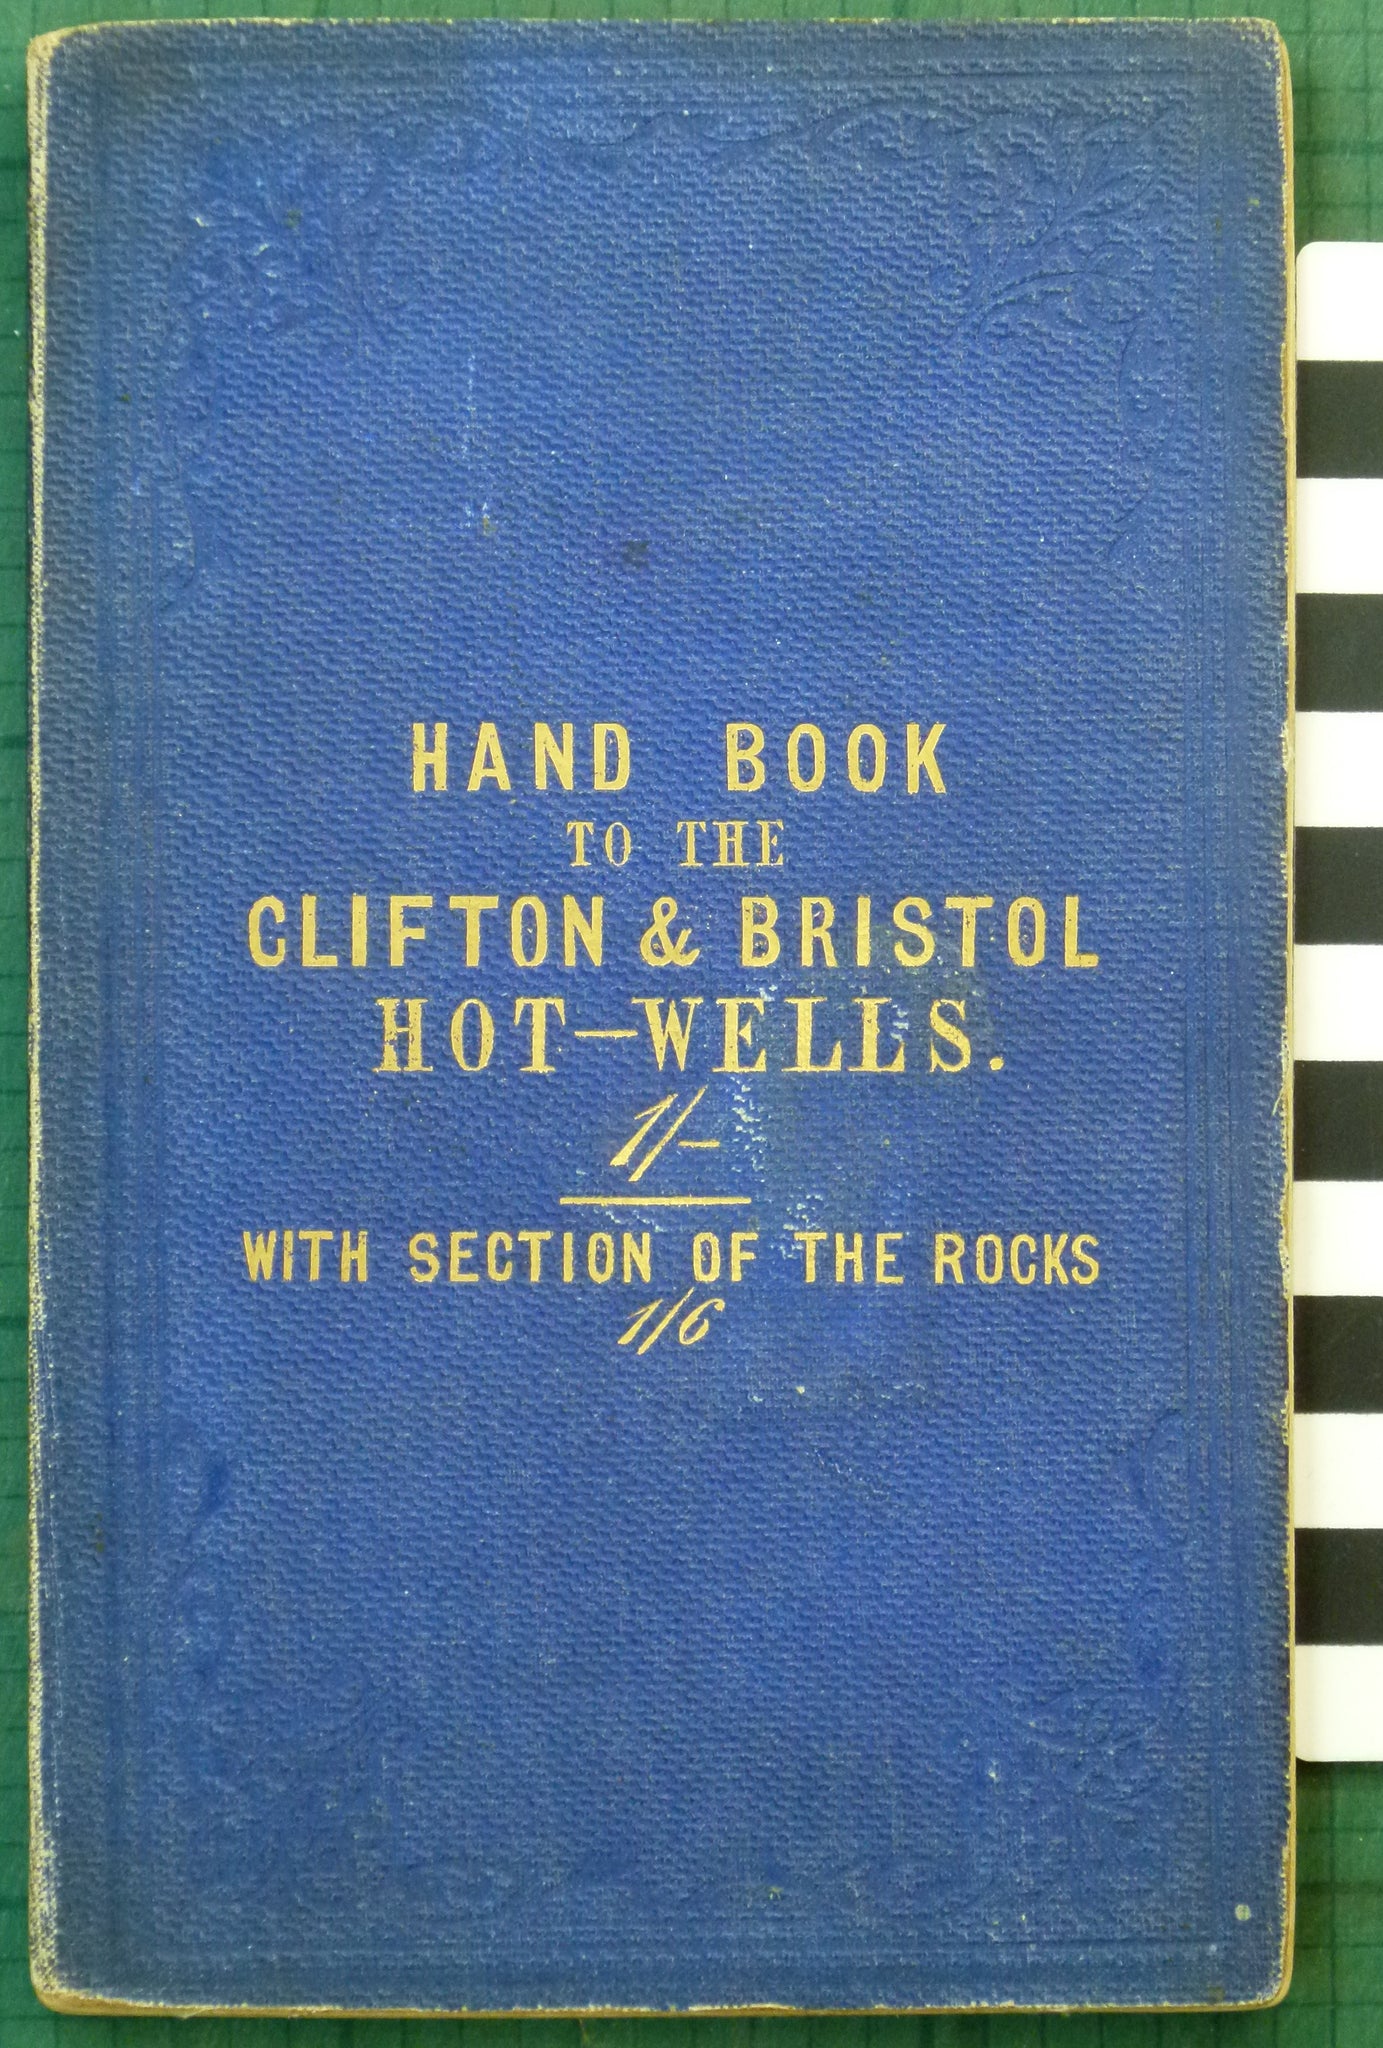 HAND BOOK
TO THE
CLIFTON & BRISTOL
HOT-WELLS.
1/-
WITH SECTION OF THE ROCKS
1/6